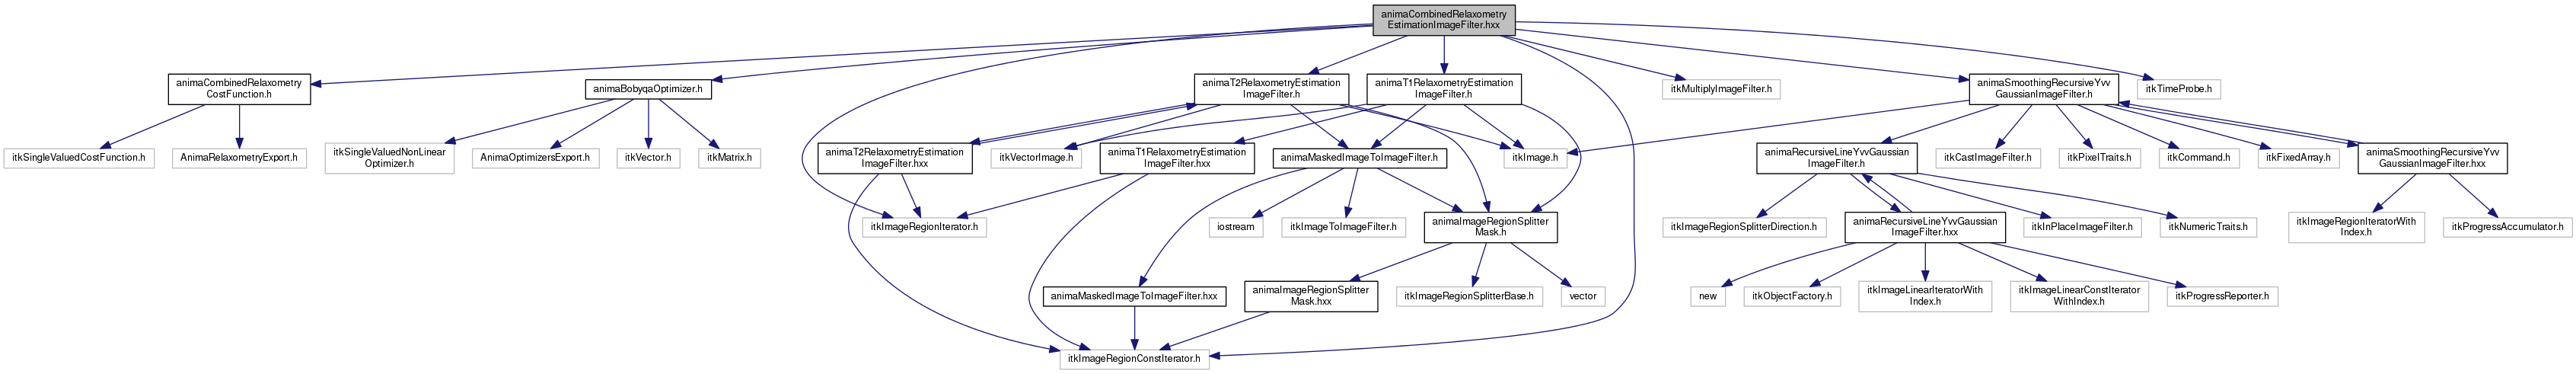 animaCombinedRelaxometry
EstimationImageFilter.hxx
animaCombinedRelaxometry
CostFunction.h
animaBobyqaOptimizer.h
animaT2RelaxometryEstimation
ImageFilter.h
animaT1RelaxometryEstimation
ImageFilter.h
itkMultiplyImageFilter.h
animaSmoothingRecursiveYvv
GaussianImageFilter.h
itkTimeProbe.h
itkSingleValuedCostFunction.h
AnimaRelaxometryExport.h
itkSingleValuedNonLinear
Optimizer.h
AnimaOptimizersExport.h
itkVector.h
itkMatrix.h
animaT2RelaxometryEstimation
ImageFilter.hxx
itkVectorImage.h
animaT1RelaxometryEstimation
ImageFilter.hxx
animaMaskedImageToImageFilter.h
itkImage.h
animaRecursiveLineYvvGaussian
ImageFilter.h
itkCastImageFilter.h
itkPixelTraits.h
itkCommand.h
itkFixedArray.h
animaSmoothingRecursiveYvv
GaussianImageFilter.hxx
itkImageRegionIterator.h
iostream
itkImageToImageFilter.h
animaImageRegionSplitter
Mask.h
itkImageRegionSplitterDirection.h
animaRecursiveLineYvvGaussian
ImageFilter.hxx
itkInPlaceImageFilter.h
itkNumericTraits.h
itkImageRegionIteratorWith
Index.h
itkProgressAccumulator.h
animaMaskedImageToImageFilter.hxx
animaImageRegionSplitter
Mask.hxx
itkImageRegionSplitterBase.h
vector
new
itkObjectFactory.h
itkImageLinearIteratorWith
Index.h
itkImageLinearConstIterator
WithIndex.h
itkProgressReporter.h
itkImageRegionConstIterator.h